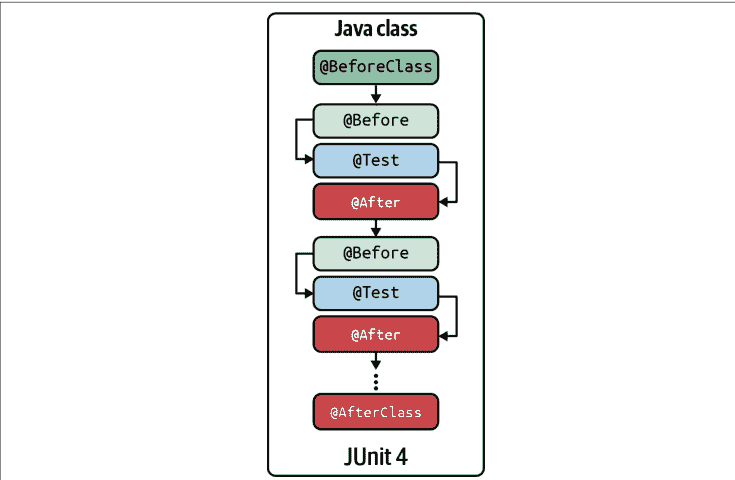 Java class
@BeforeClass
@Before
@Test
@After
@Before
@Test
@After
@AfterClass
JUnit 4